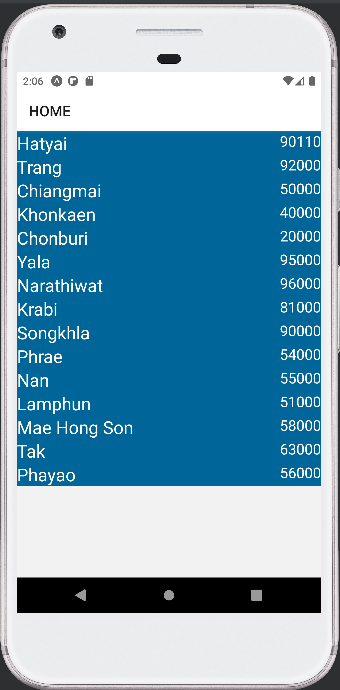 2:06
HOME
Hatyai 90110
Trang 92000
Chiangmai 50000
Khonkaen 40000
Chonburi 20000
Yala 95000
Narathiwat 96000
Krabi 81000
Songkhla 90000
Phrae 54000
Nan 55000
Lamphun 51000
Mae Hong Son 58000
Tak 63000
Phayao 56000